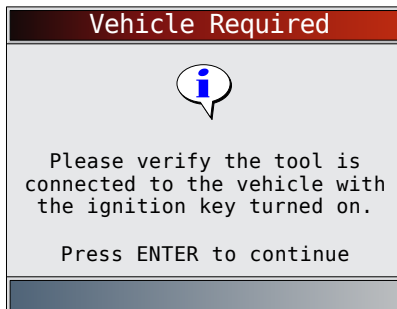 Vehicle Required
i
Please verify the tool is
connected to the vehicle with
the ignition key turned on.
Press ENTER to continue